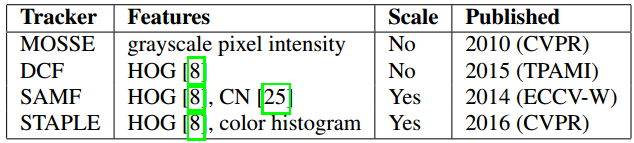 Tracker Features Scale Published
MOSSE grayscale pixel intensity No 2010 (CVPR)
DCF HOG [8] No 2015 (TPAMI)
SAMF HOG [8], CN [25] Yes 2014 (ECCV-W)
STAPLE HOG [8], color histogram Yes 2016 (CVPR)